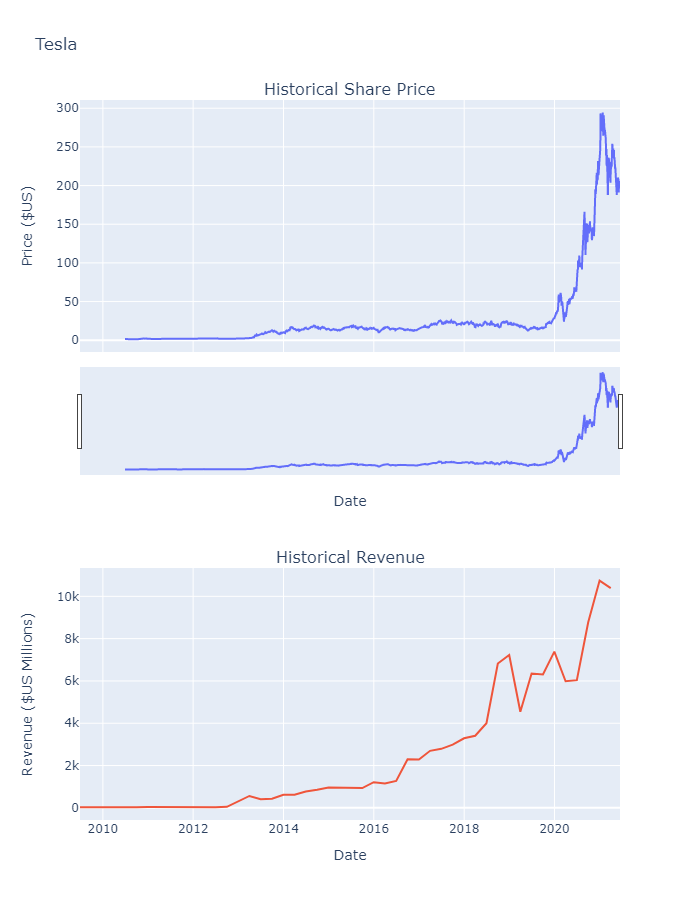 Tesla
Historical Share Price
300
250
200
150
100
50
0
Price ($US)
Date
Historical Revenue
10k
8k
6k
4k
2k
0
Revenue ($US Millions)
2010 2012 2014 2016 2018 2020
Date